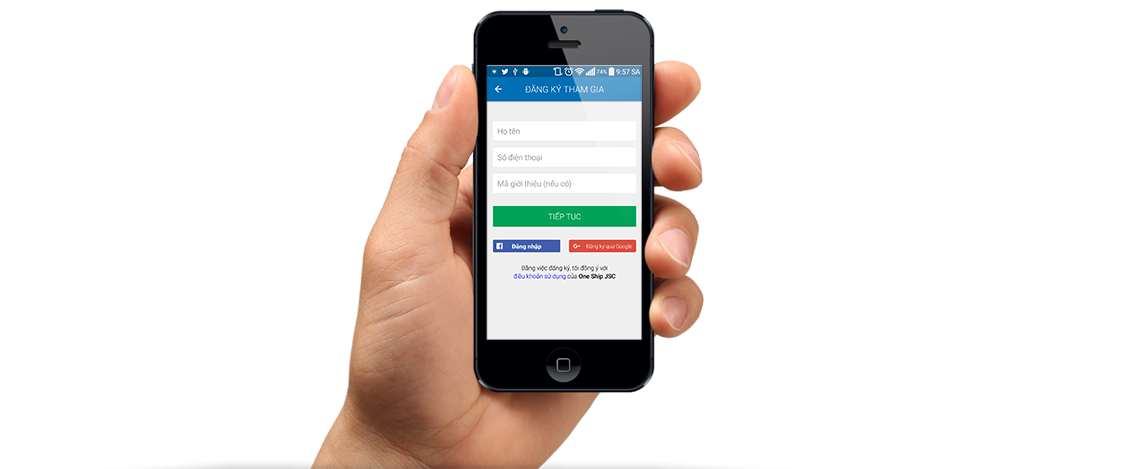 74% 9:57 SA
ĐĂNG KÝ THAM GIA
Họ tên
Số điện thoại
Mã giới thiệu (nếu có)
TIẾP TỤC
Đăng nhập
Đăng ký qua Google
Bằng việc đăng ký, tôi đồng ý với
điều khoản sử dụng của One Ship JSC